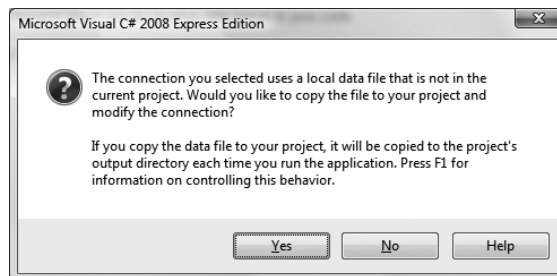 Microsoft Visual C# 2008 Express Edition
The connection you selected uses a local data file that is not in the
current project. Would you like to copy the file to your project and
modify the connection?
If you copy the data file to your project, it will be copied to the project's
output directory each time you run the application. Press F1 for
information on controlling this behavior.
Yes
No
Help